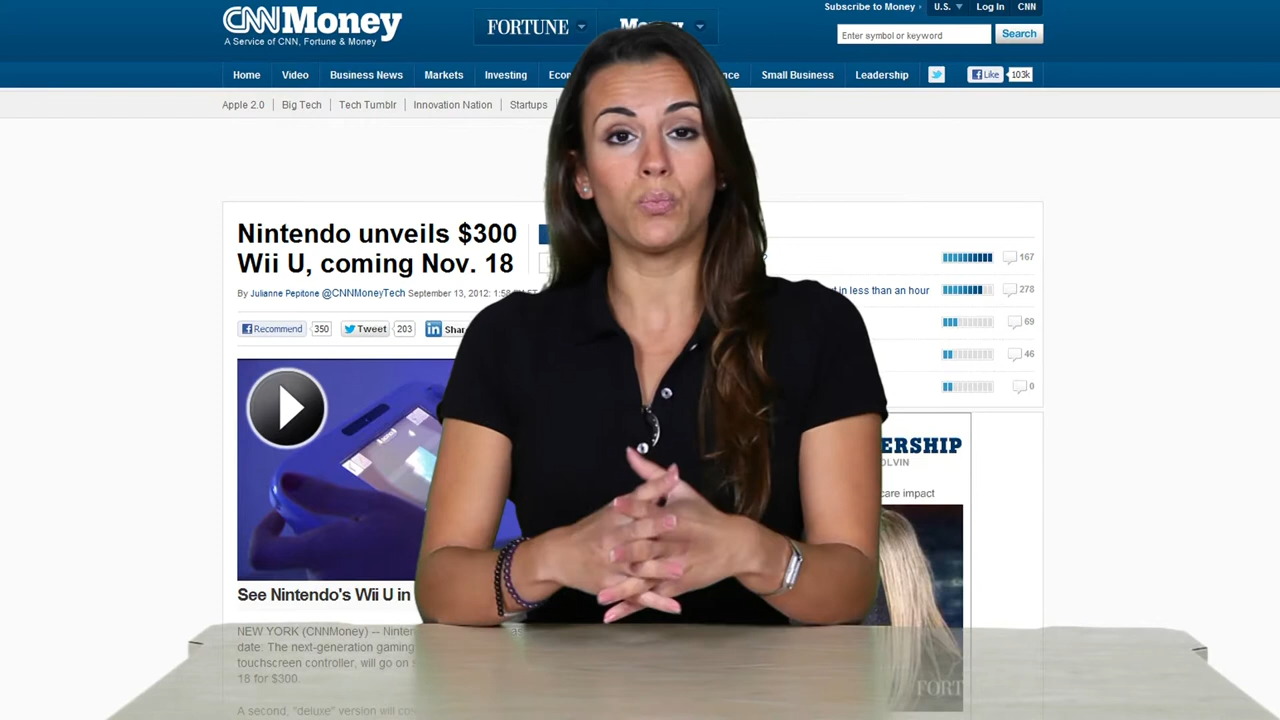 CNNMoney
A Service of CNN, Fortune & Money
FORTUNE
Money
Subscribe to Money
U.S.
Log In
CNN
Enter symbol or keyword
Search
Home
Video
Business News
Markets
Investing
Small Business
Leadership
Like
103k
Apple 2.0
Big Tech
Tech Tumblr
Innovation Nation
Startups
Nintendo unveils $300
Wii U, coming Nov. 18
By Julianne Pepitone @CNNMoneyTech September 13, 2012:
Recommend
350
Tweet
203
in
167
in less than an hour
278
69
46
0
ERSHIP
OLVIN
care impact
See Nintendo's Wii U in
NEW YORK (CNNMoney) --
date: The next-generation gaming
touchscreen controller, will go on
18 for $300.
A second, "deluxe" version will
FORT